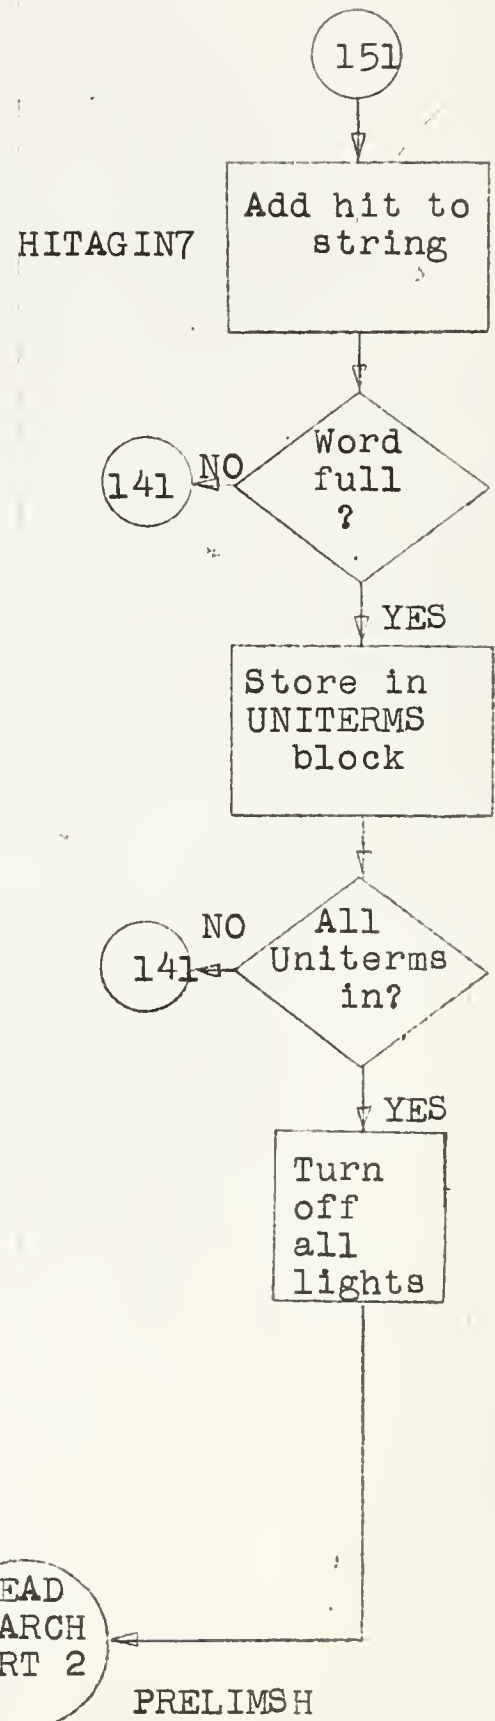 151
Add hit to
string
HITAGIN7
Word
full
?
NO
141
YES
Store in
UNITERMS
block
All
Uniterms
in?
NO
141
YES
Turn
off
all
lights
EAD
ARCH
RT 2
PRELIMSH